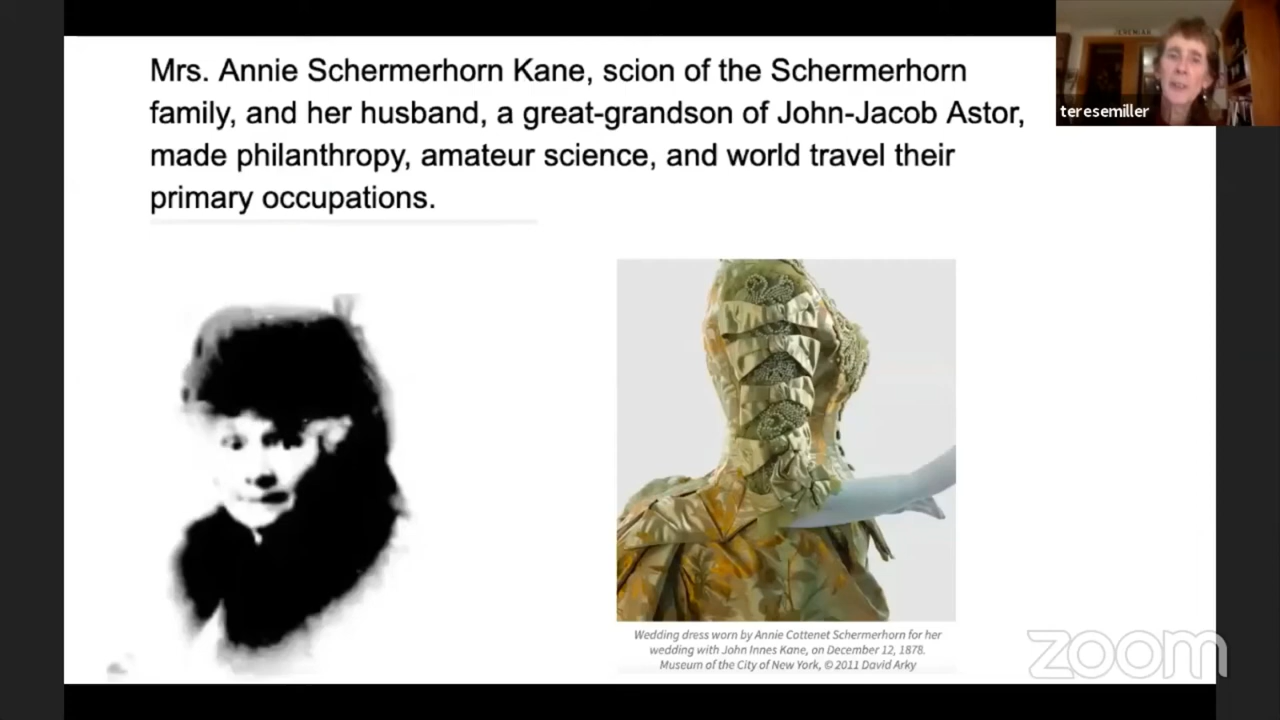 Mrs. Annie Schermerhorn Kane, scion of the Schermerhorn
family, and her husband, a great-grandson of John-Jacob Astor,
made philanthropy, amateur science, and world travel their
primary occupations.
teresemiller
Wedding dress worn by Annie Cottenet Schermerhorn for her
wedding with John Innes Kane, on December 12, 1878.
Museum of the City of New York, © 2011 David Arky
zoom